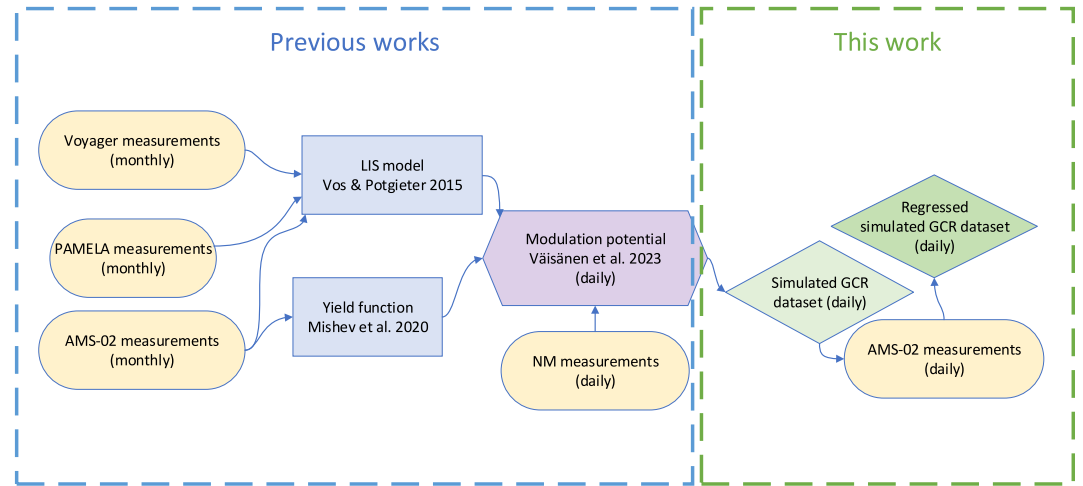 Previous works
This work
Voyager measurements
(monthly)
LIS model
Vos & Potgieter 2015
PAMELA measurements
(monthly)
AMS-02 measurements
(monthly)
Yield function
Mishev et al. 2020
Modulation potential
Väisänen et al. 2023
(daily)
NM measurements
(daily)
Simulated GCR
dataset (daily)
Regressed
simulated GCR dataset
(daily)
AMS-02 measurements
(daily)